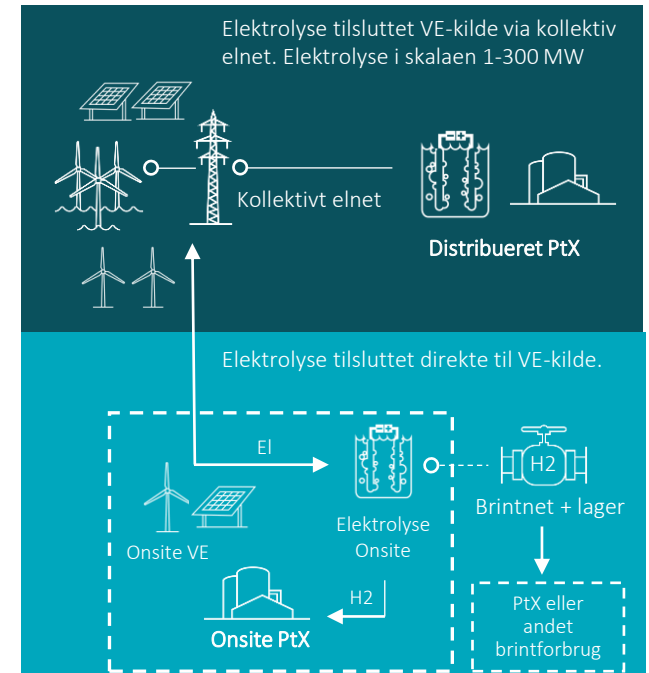 Elektrolyse tilsluttet VE-kilde via kollektiv
elnet. Elektrolyse i skalaen 1-300 MW
Kollektivt elnet
Distribueret PtX
Elektrolyse tilsluttet direkte til VE-kilde.
El
H2
Brintnet + lager
Elektrolyse
Onsite
Onsite VE
H2
Onsite PtX
PtX eller
andet
brintforbrug